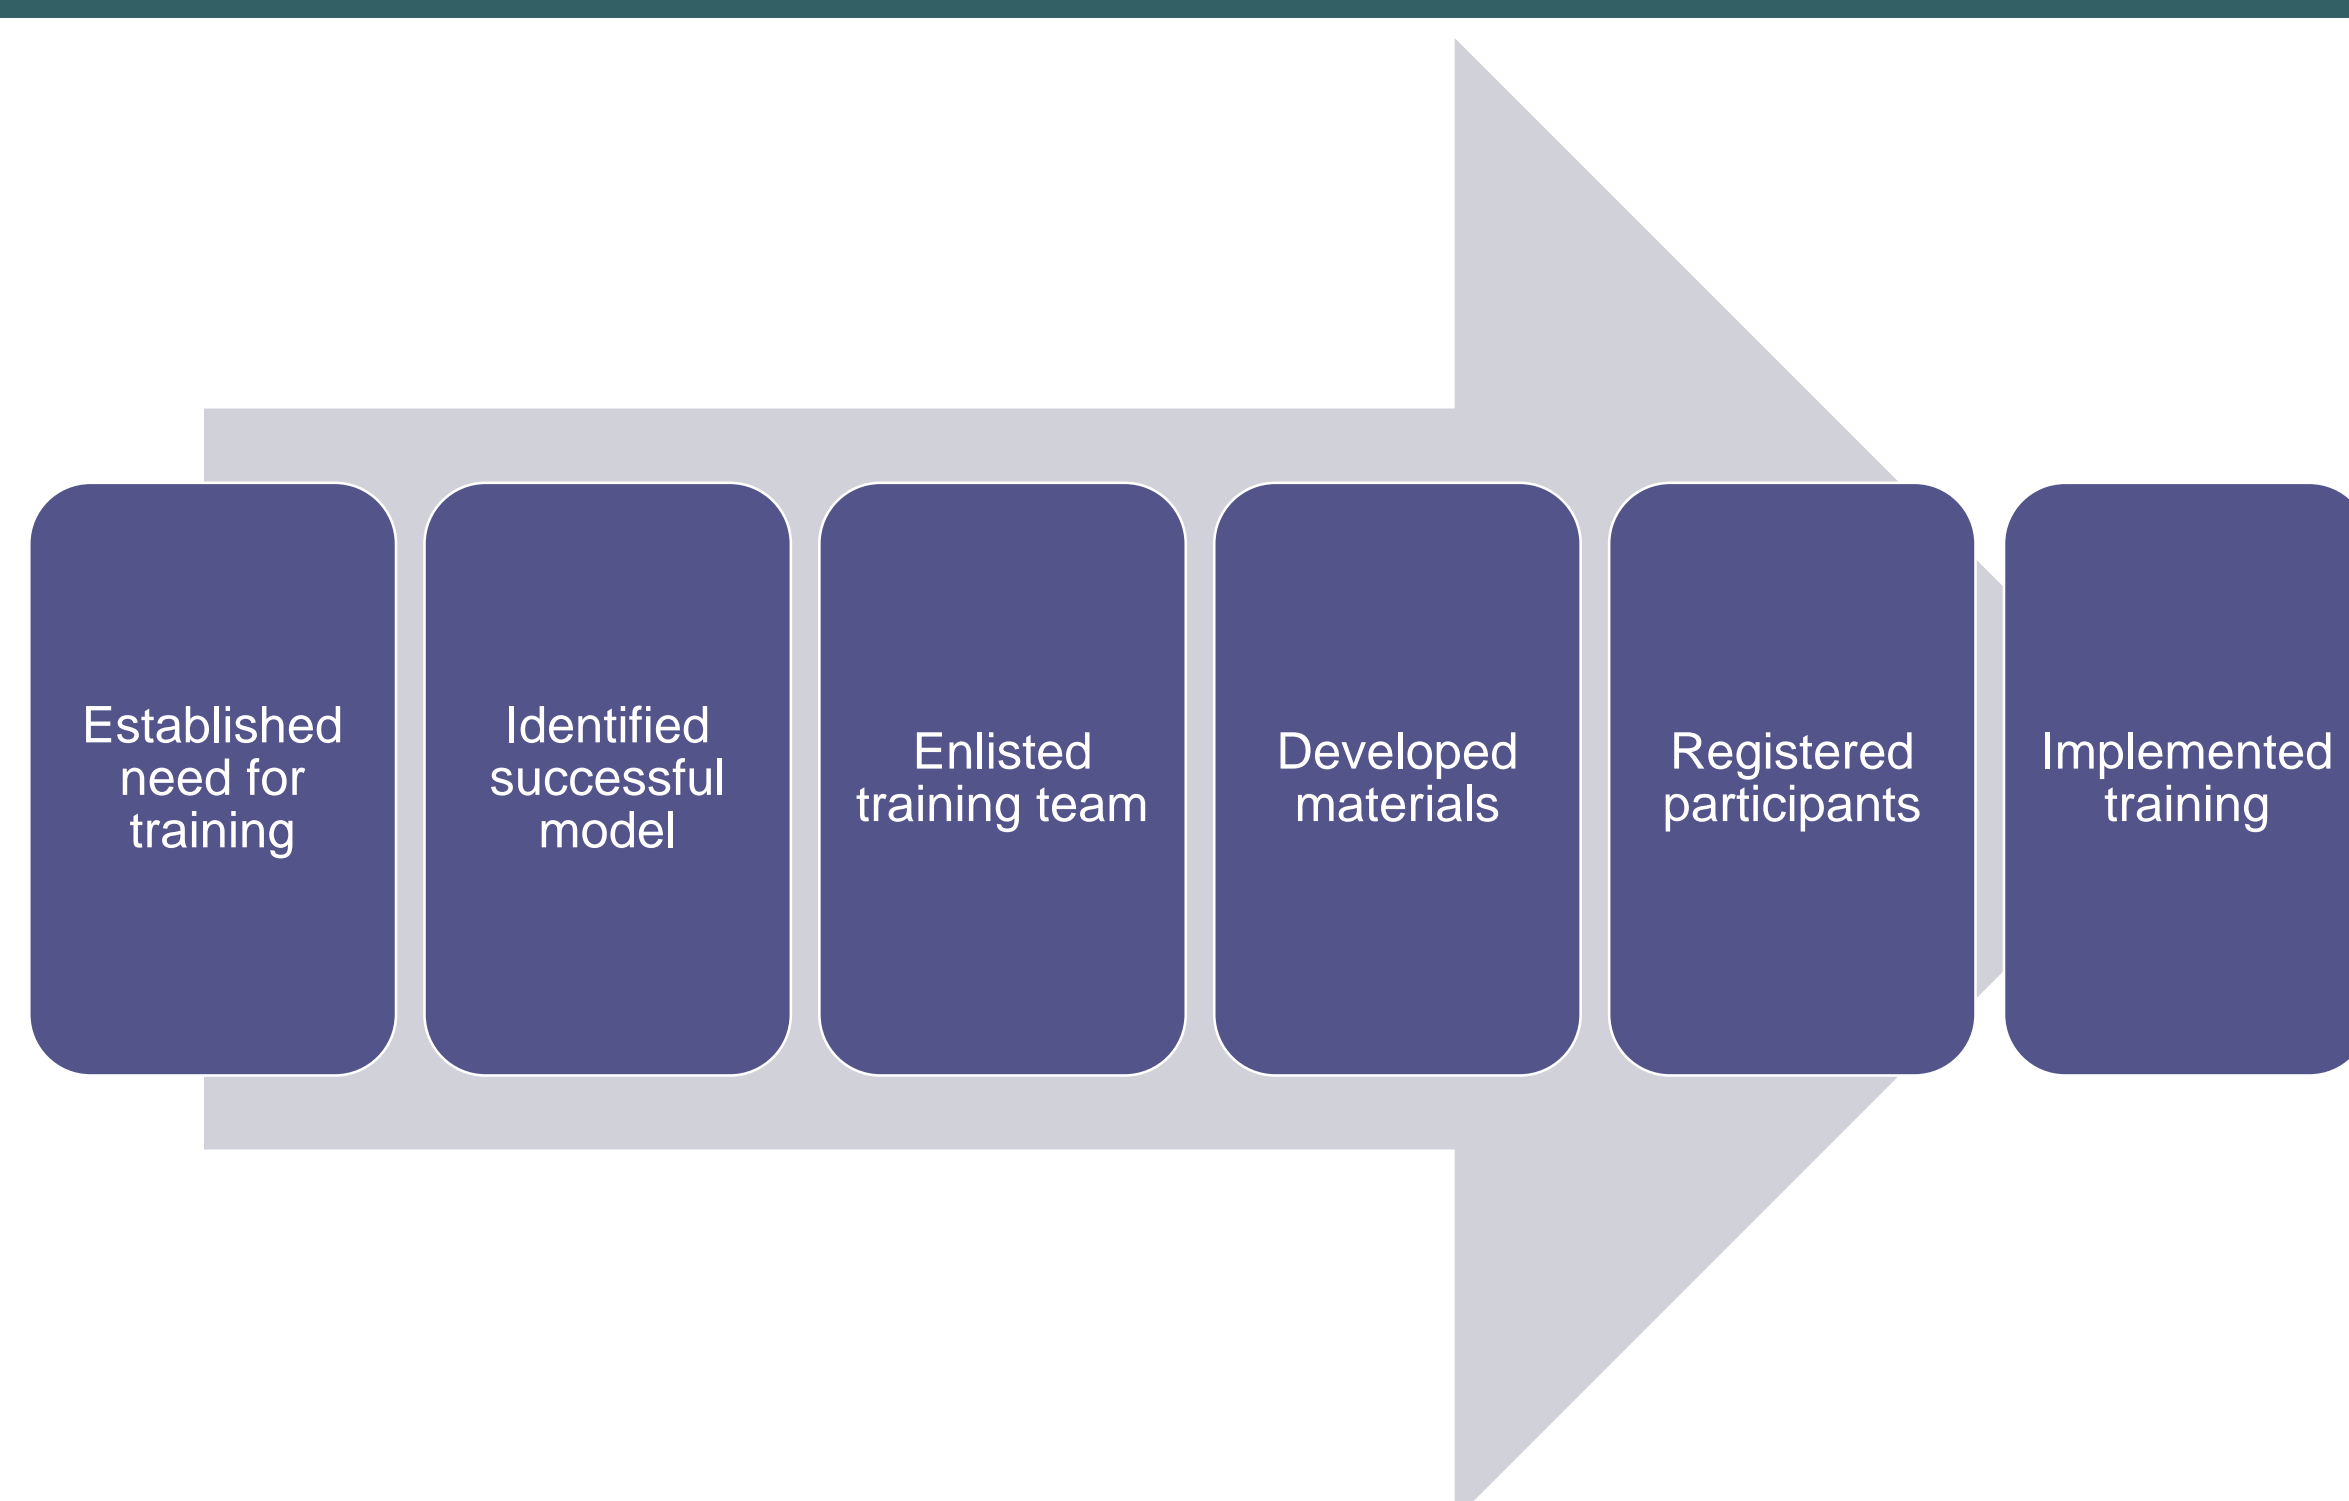 Established
need for
training
Identified
successful
model
Enlisted
training team
Developed
materials
Registered
participants
Implemented
training